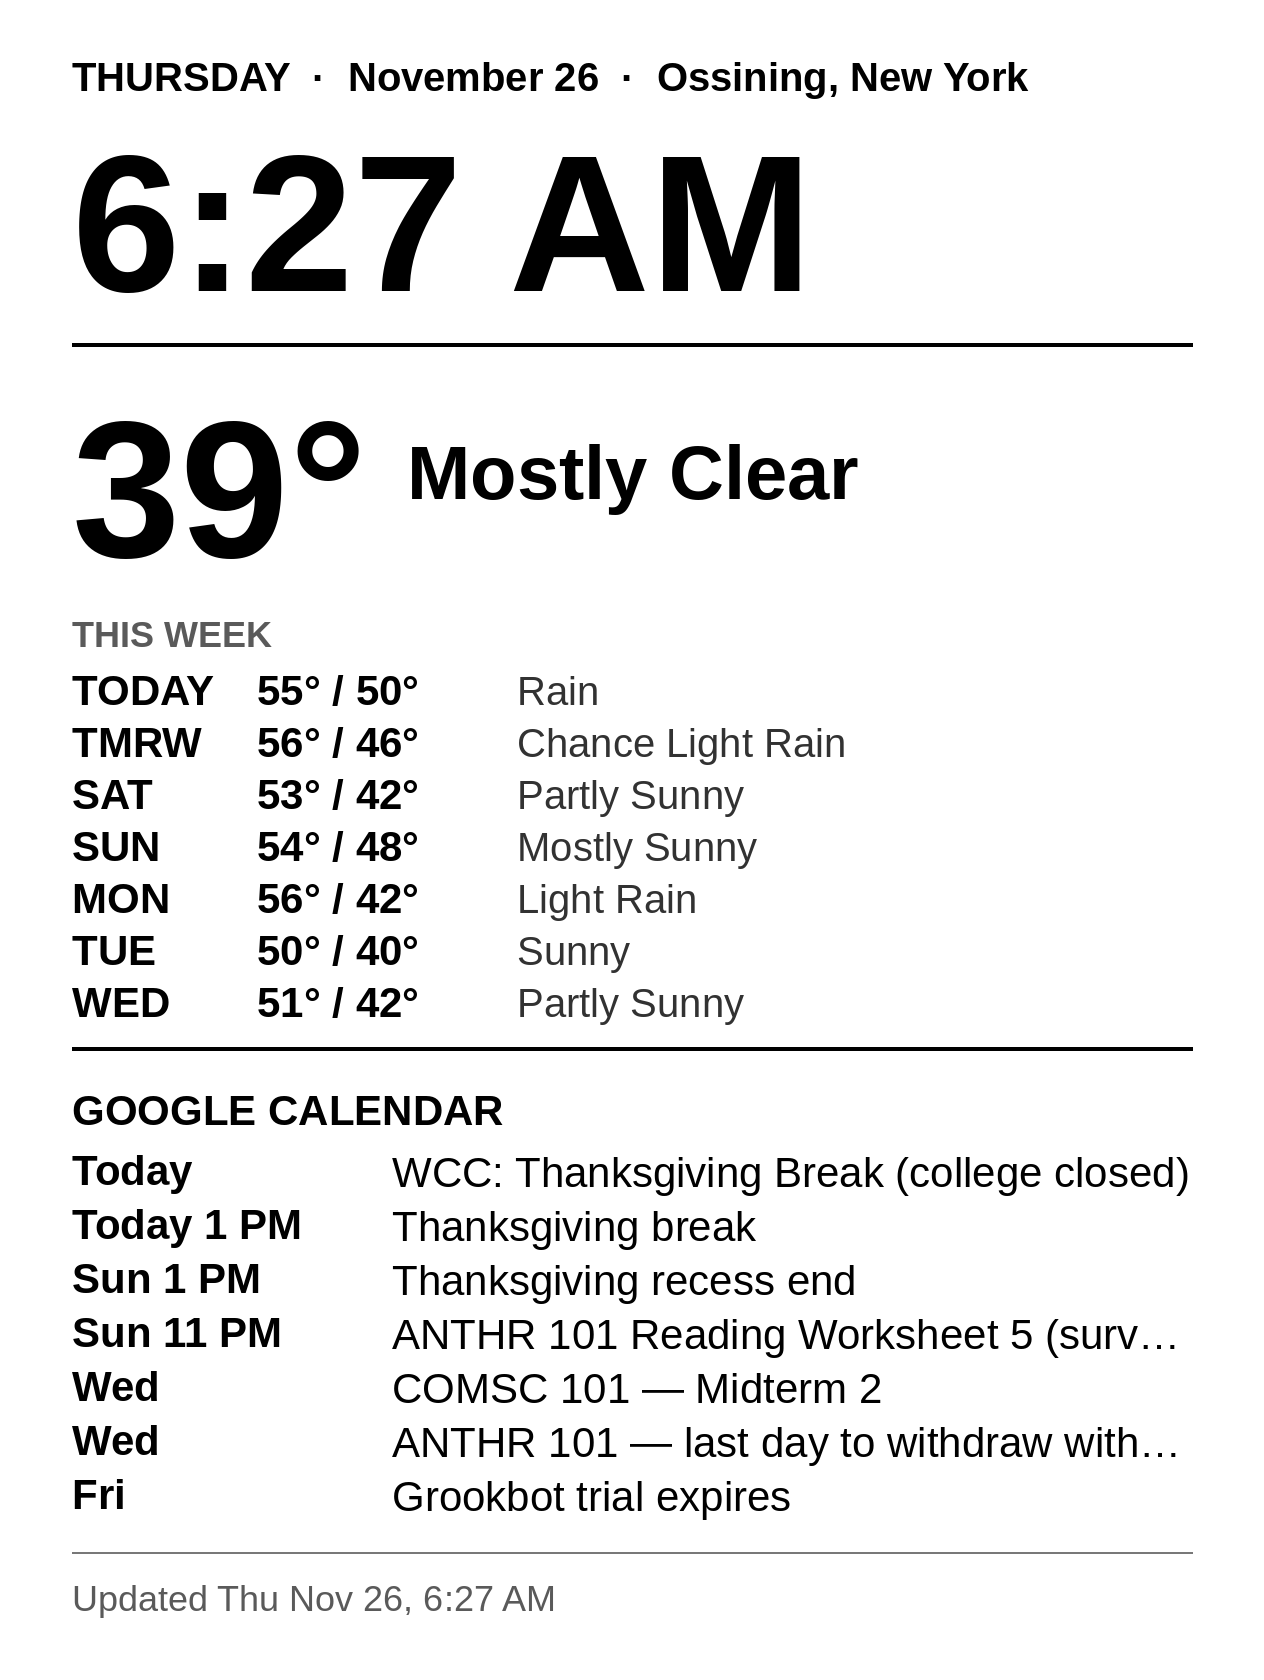 THURSDAY · November 26 · Ossining, New York
6:27 AM
39° Mostly Clear
THIS WEEK
TODAY 55° / 50° Rain
TMRW 56° / 46° Chance Light Rain
SAT 53° / 42° Partly Sunny
SUN 54° / 48° Mostly Sunny
MON 56° / 42° Light Rain
TUE 50° / 40° Sunny
WED 51° / 42° Partly Sunny
GOOGLE CALENDAR
Today WCC: Thanksgiving Break (college closed)
Today 1 PM Thanksgiving break
Sun 1 PM Thanksgiving recess end
Sun 11 PM ANTHR 101 Reading Worksheet 5 (surv…
Wed COMSC 101 — Midterm 2
Wed ANTHR 101 — last day to withdraw with…
Fri Grookbot trial expires
Updated Thu Nov 26, 6:27 AM